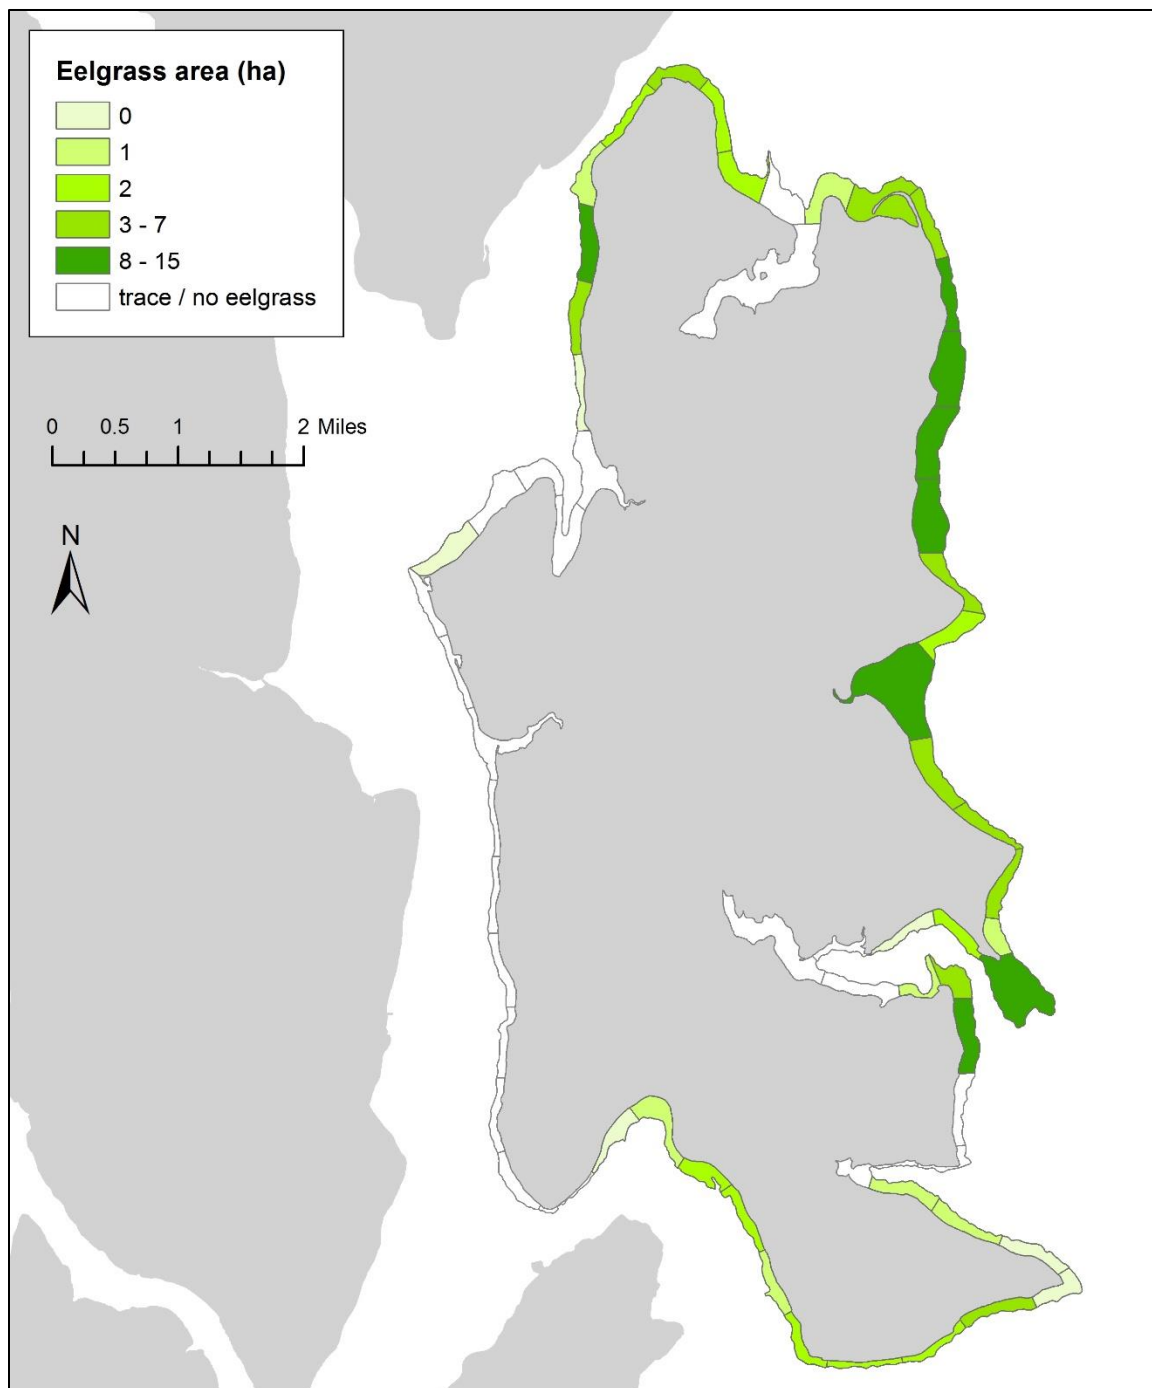 Eelgrass area (ha)
0
1
2
3 - 7
8 - 15
trace / no eelgrass
0 0.5 1 2 Miles
N